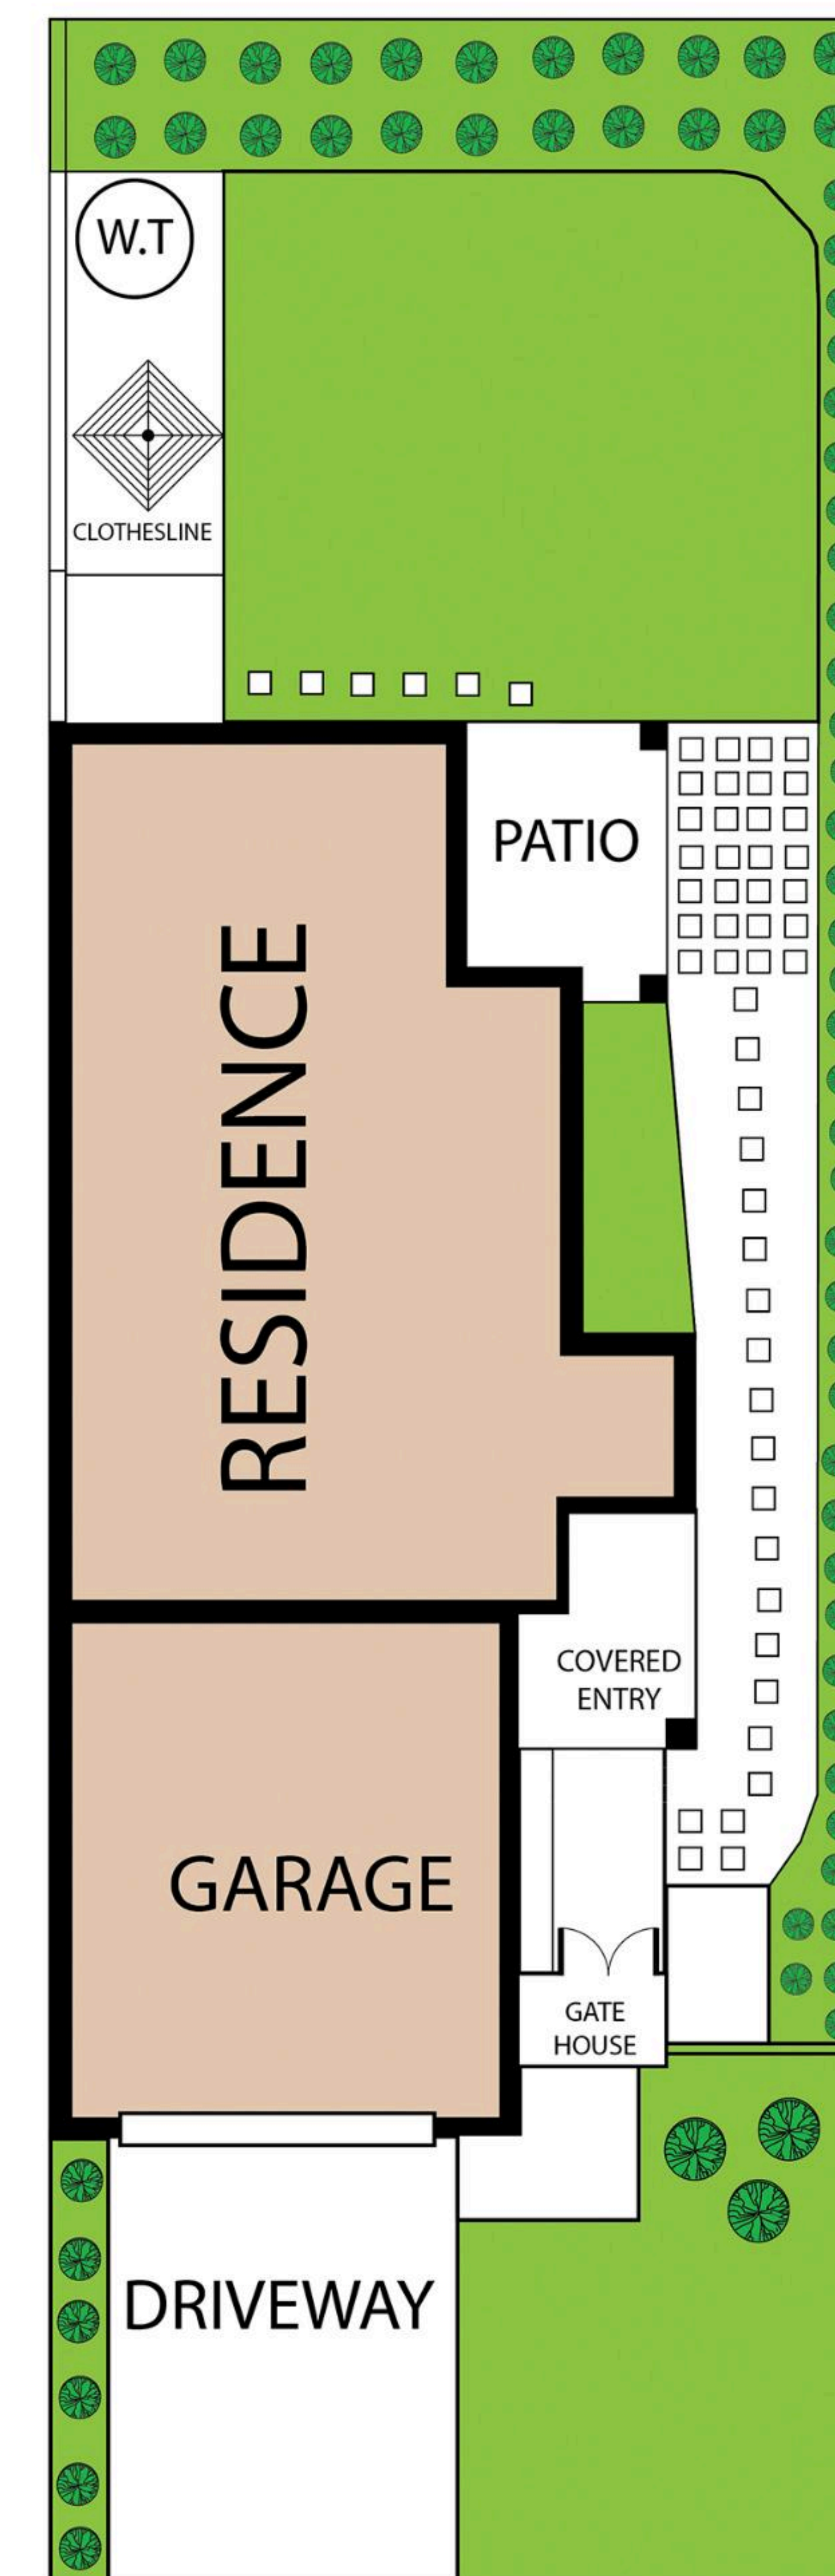 W.T
CLOTHESLINE
PATIO
RESIDENCE
COVERED
ENTRY
GARAGE
GATE
HOUSE
DRIVEWAY